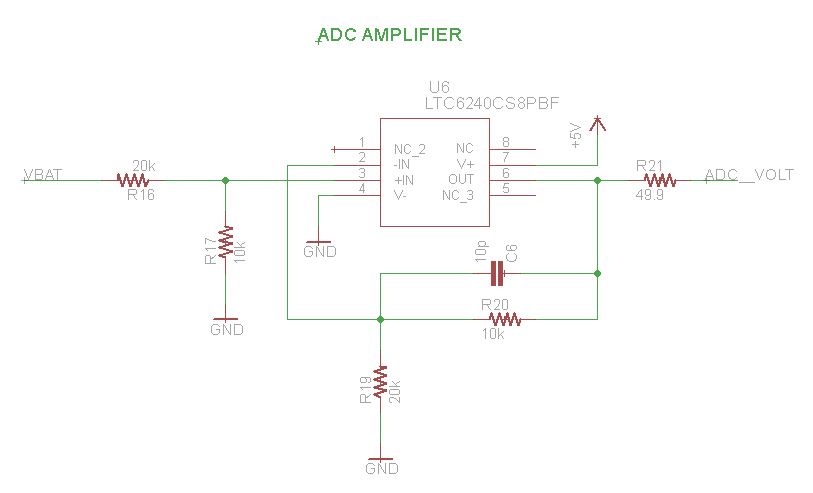 ADC AMPLIFIER
U6
LTC6240CS8PBF
1 NC_2 NC 8
2 -IN V+ 7
3 +IN OUT 6
4 V- NC_3 5
+5V
VBAT
20k
R16
R21
49.9
ADC__VOLT
R17
10k
GND
GND
10p
C6
R20
10k
R19
20k
GND